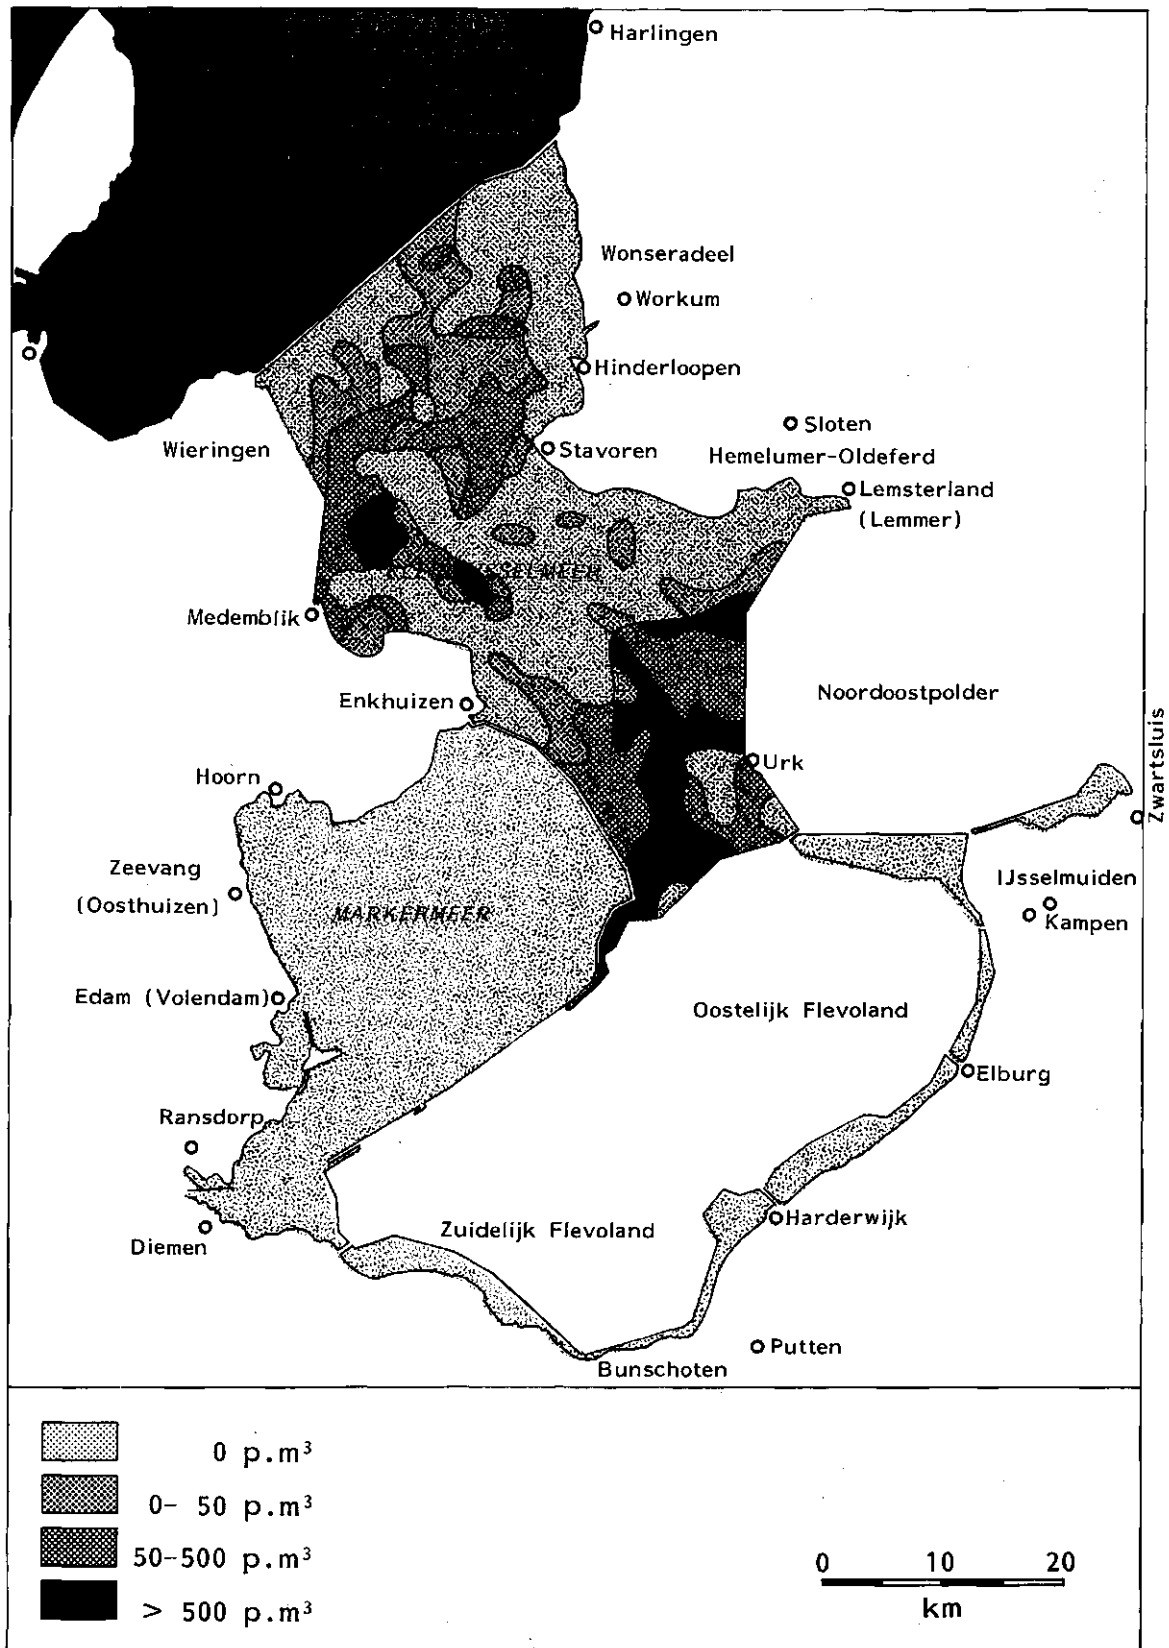 Harlingen
Wonseradeel
Workum
Hinderloopen
Sloten
Wieringen
Stavoren
Hemelumer-Oldeferd
Lemsterland
(Lemmer)
Medemblik
Noordoostpolder
Enkhuizen
Zwartsluis
Urk
Hoorn
Zeevang
(Oosthuizen)
IJsselmuiden
Kampen
MARKERMEER
Edam (Volendam)
Oostelijk Flevoland
Elburg
Ransdorp
Harderwijk
Zuidelijk Flevoland
Diemen
Putten
Bunschoten
0 p.m³
0- 50 p.m³
50-500 p.m³
> 500 p.m³
0 10 20
km